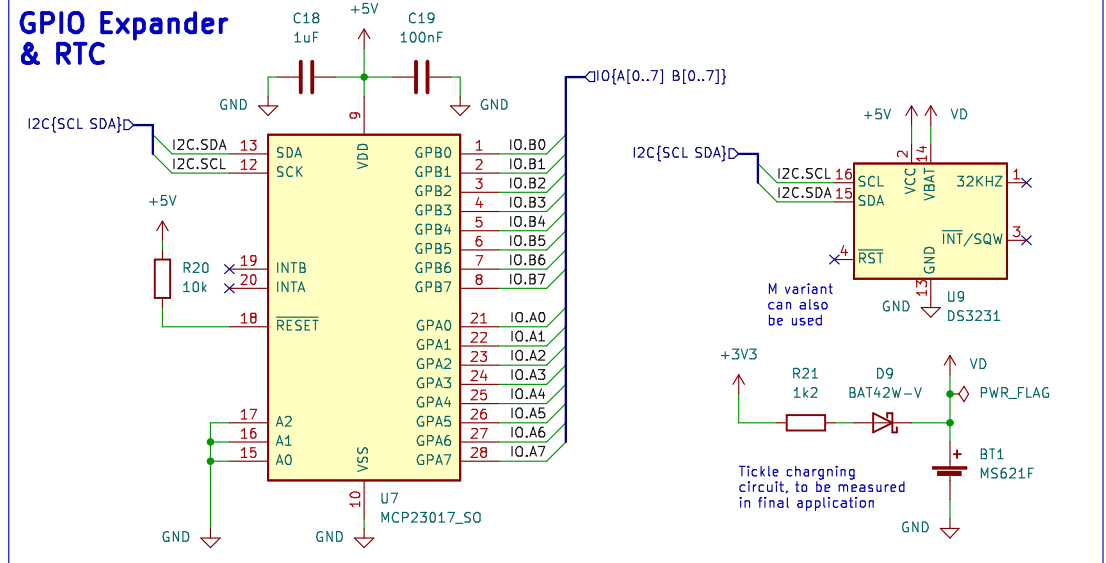 GPIO Expander
& RTC
C18
1uF
+5V
C19
100nF
GND
GND
I2C{SCL SDA}
I2C.SDA
I2C.SCL
13
12
SDA
SCK
9
VDD
+5V
R20
10k
19
20
18
INTB
INTA
RESET
17
16
15
A2
A1
A0
VSS
10
GND
GND
U7
MCP23017_SO
GPB0 1 IO.B0
GPB1 2 IO.B1
GPB2 3 IO.B2
GPB3 4 IO.B3
GPB4 5 IO.B4
GPB5 6 IO.B5
GPB6 7 IO.B6
GPB7 8 IO.B7
GPA0 21 IO.A0
GPA1 22 IO.A1
GPA2 23 IO.A2
GPA3 24 IO.A3
GPA4 25 IO.A4
GPA5 26 IO.A5
GPA6 27 IO.A6
GPA7 28 IO.A7
IO{A[0..7] B[0..7]}
I2C{SCL SDA}
I2C.SCL 16 SCL
I2C.SDA 15 SDA
+5V
VD
2
14
VCC
VBAT
32KHZ 1
INT/SQW 3
4 RST
GND
13
GND
U9
DS3231
M variant
can also
be used
+3V3
R21
1k2
D9
BAT42W-V
VD
PWR_FLAG
+
BT1
MS621F
GND
Tickle chargning
circuit, to be measured
in final application